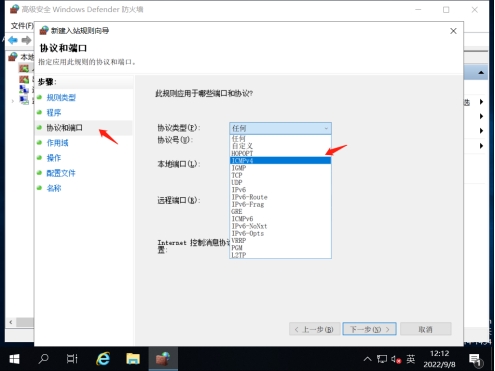 高级安全 Windows Defender 防火墙
文件(F)
新建入站规则向导
协议和端口
指定应用此规则的协议和端口。
步骤:
规则类型
程序
协议和端口
作用域
操作
配置文件
名称
此规则应用于哪些端口和协议?
协议类型(P): 任何
协议号(U):
本地端口(L):
远程端口(R):
Internet 控制消息协议
置:
任何
自定义
HOPOPT
ICMPv4
IGMP
TCP
UDP
IPv6
IPv6-Route
IPv6-Frag
GRE
ICMPv6
IPv6-NoNxt
IPv6-Opts
VRRP
PGM
L2TP
< 上一步(B)
下一步(N) >
取消
英
12:12
2022/9/8
1